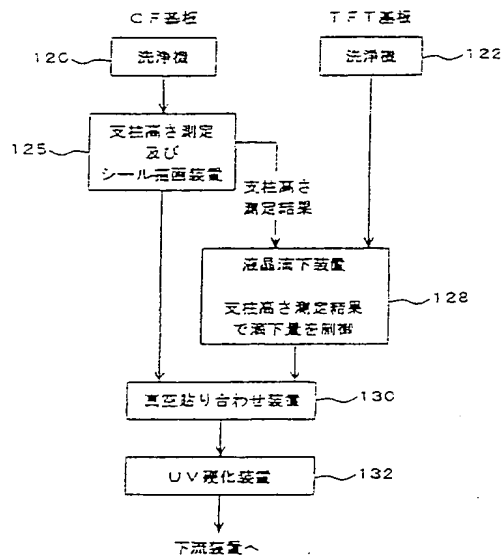 ＣＦ基板
ＴＦＴ基板
120
洗浄機
洗浄機
122
125
支柱高さ測定
及び
シール描画装置
支柱高さ
測定結果
液晶滴下装置
支柱高さ測定結果
で滴下量を制御
128
真空貼り合わせ装置
130
ＵＶ硬化装置
132
下流装置へ